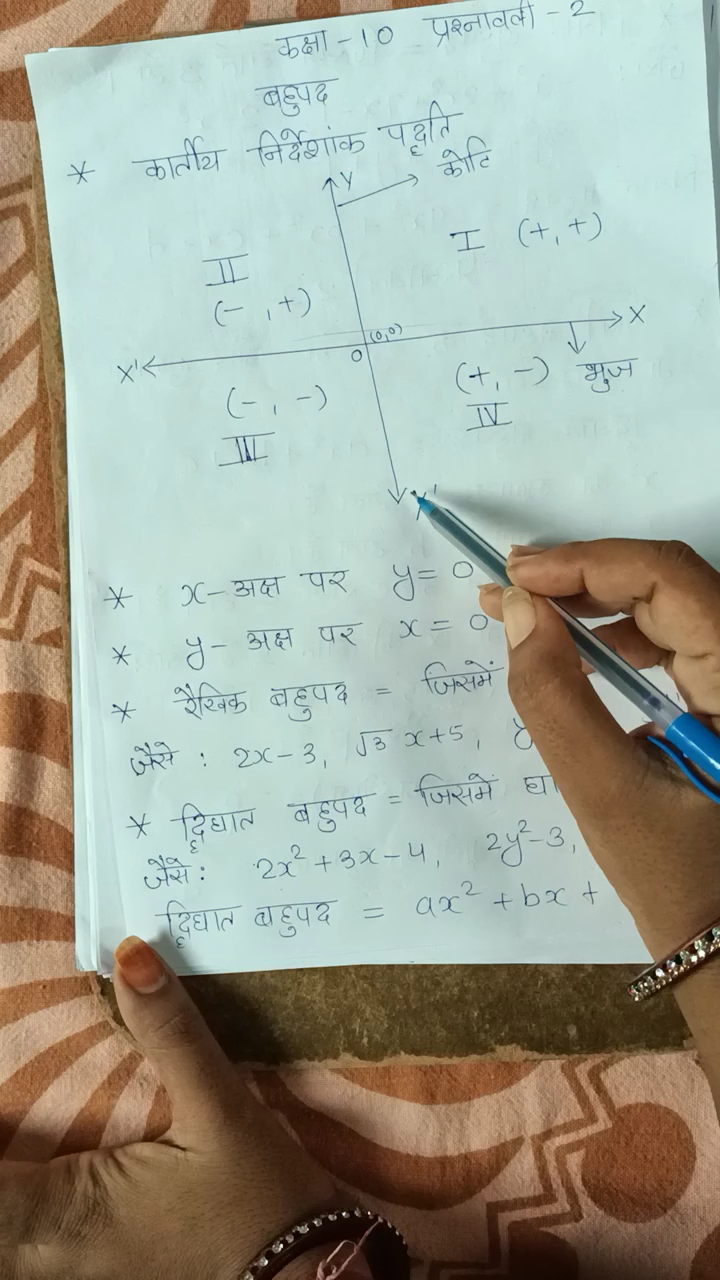 कक्षा -10 प्रश्नावली - 2
बहुपद
* कार्तीय निर्देशांक पद्धति
Y कोटि
II I (+, +)
(- , +)
(0,0) X
X' O
(-, -) (+, -) भुज
III IV
* x- अक्ष पर y = 0
* y- अक्ष पर x = 0
* रैखिक बहुपद = जिसमें
जैसे : 2x - 3, √3 x + 5, y
* द्विघात बहुपद = जिसमें घा
जैसे: 2x² + 3x - 4, 2y² - 3,
द्विघात बहुपद = ax² + bx +